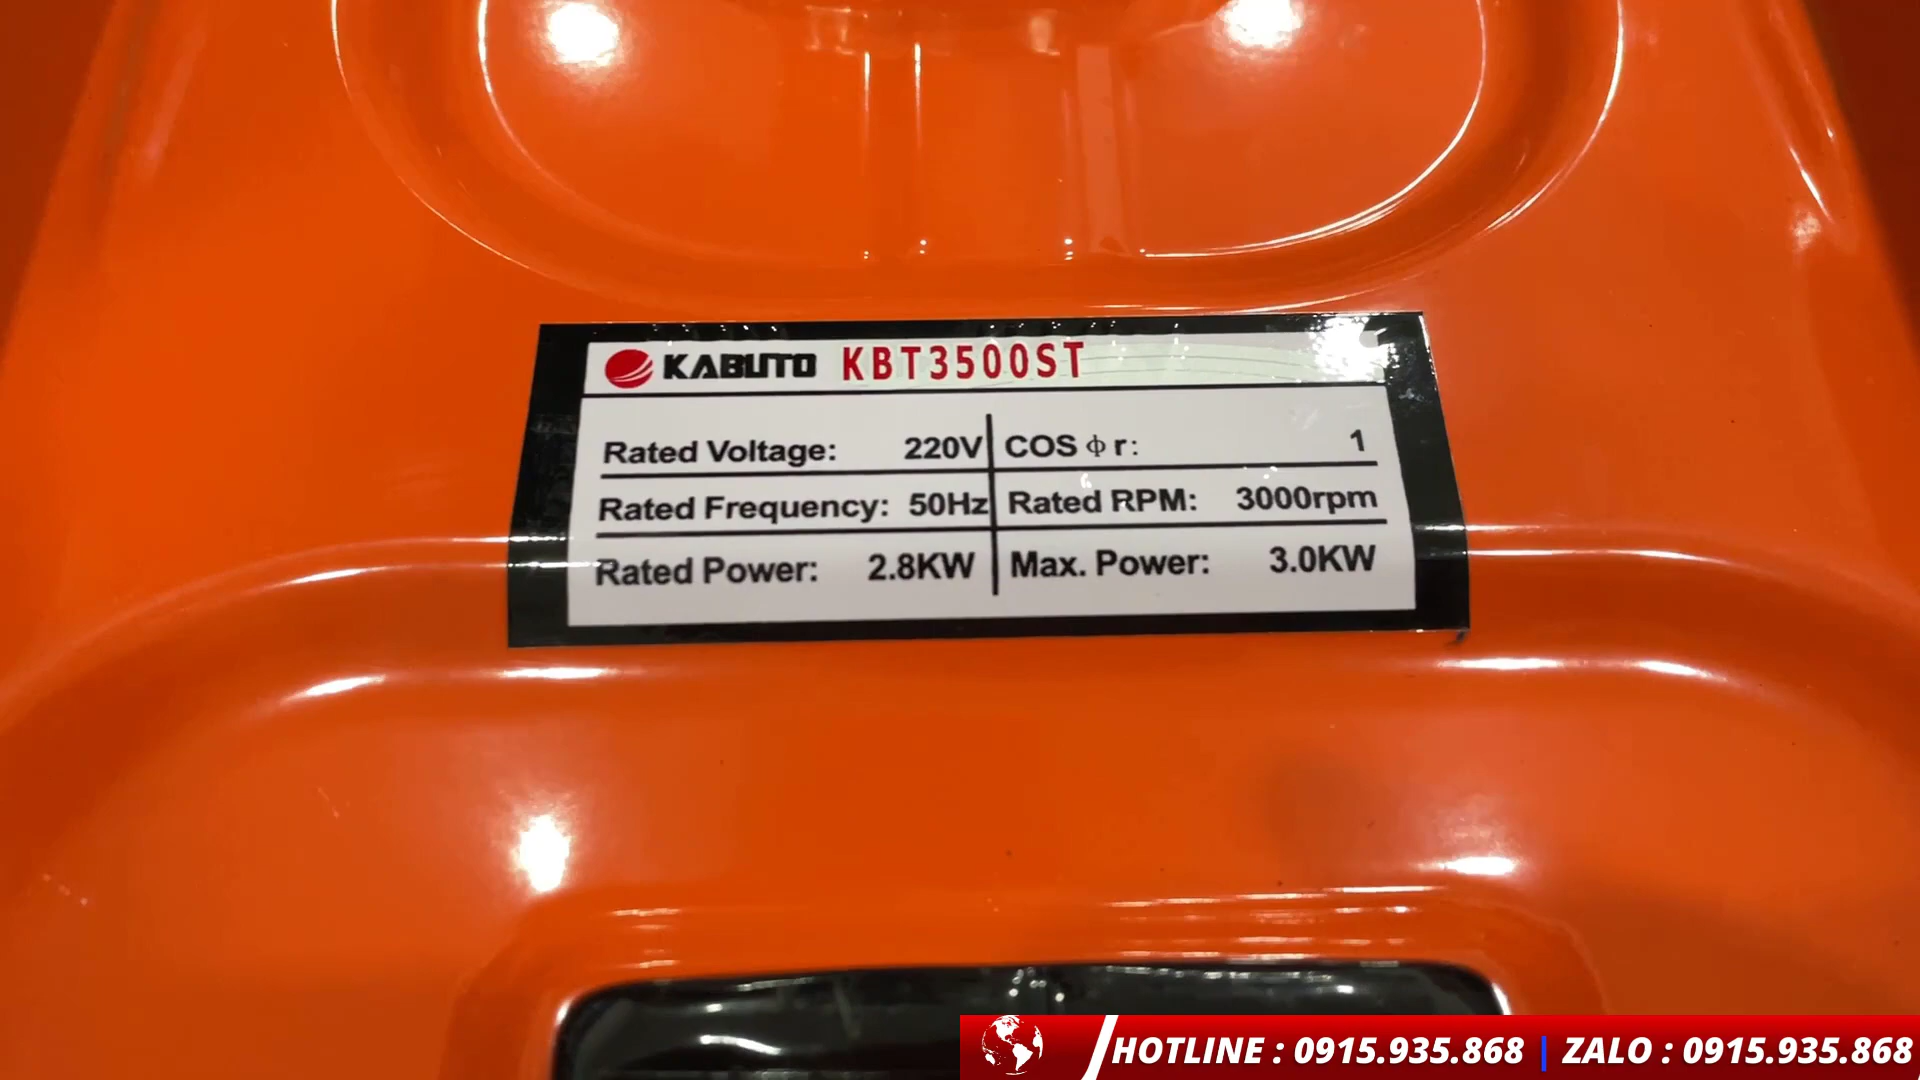 KABUTO KBT3500ST
Rated Voltage: 220V COS ϕ r: 1
Rated Frequency: 50Hz Rated RPM: 3000rpm
Rated Power: 2.8KW Max. Power: 3.0KW
HOTLINE : 0915.935.868 | ZALO : 0915.935.868